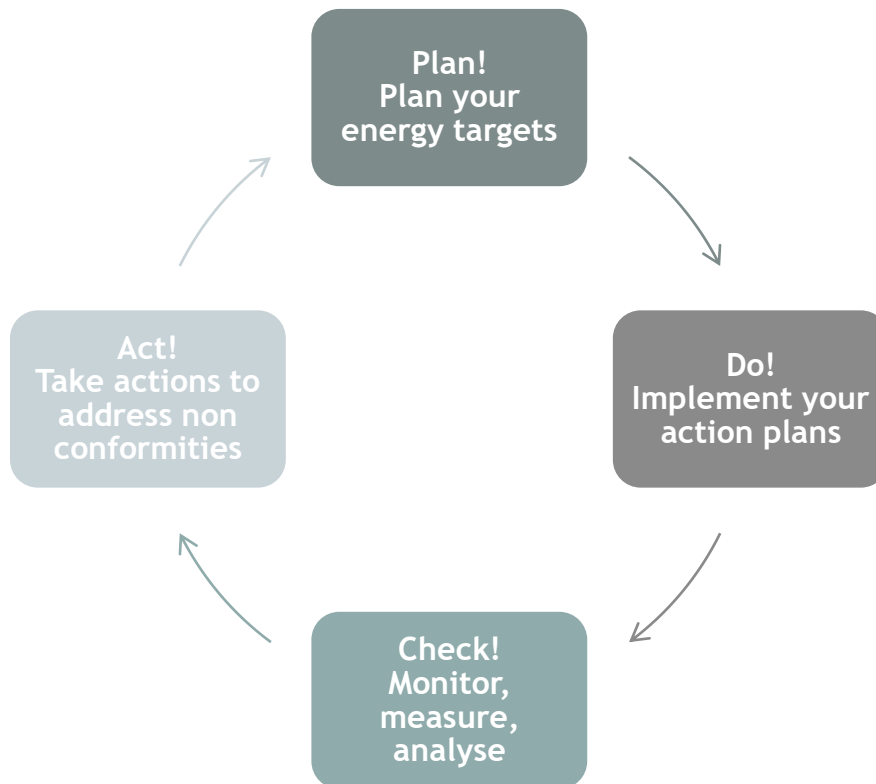 Plan!
Plan your
energy targets
Do!
Implement your
action plans
Check!
Monitor,
measure,
analyse
Act!
Take actions to
address non
conformities